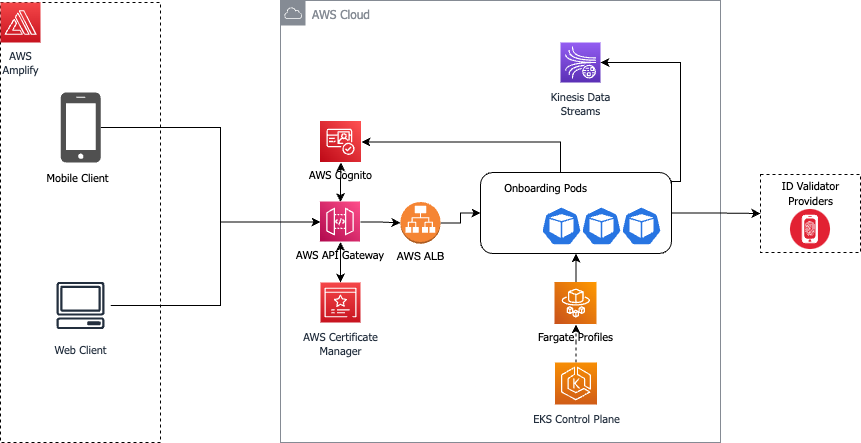 AWS
Amplify
Mobile Client
Web Client
AWS Cloud
Kinesis Data
Streams
AWS Cognito
AWS API Gateway
AWS ALB
AWS Certificate
Manager
Onboarding Pods
Fargate Profiles
EKS Control Plane
ID Validator
Providers